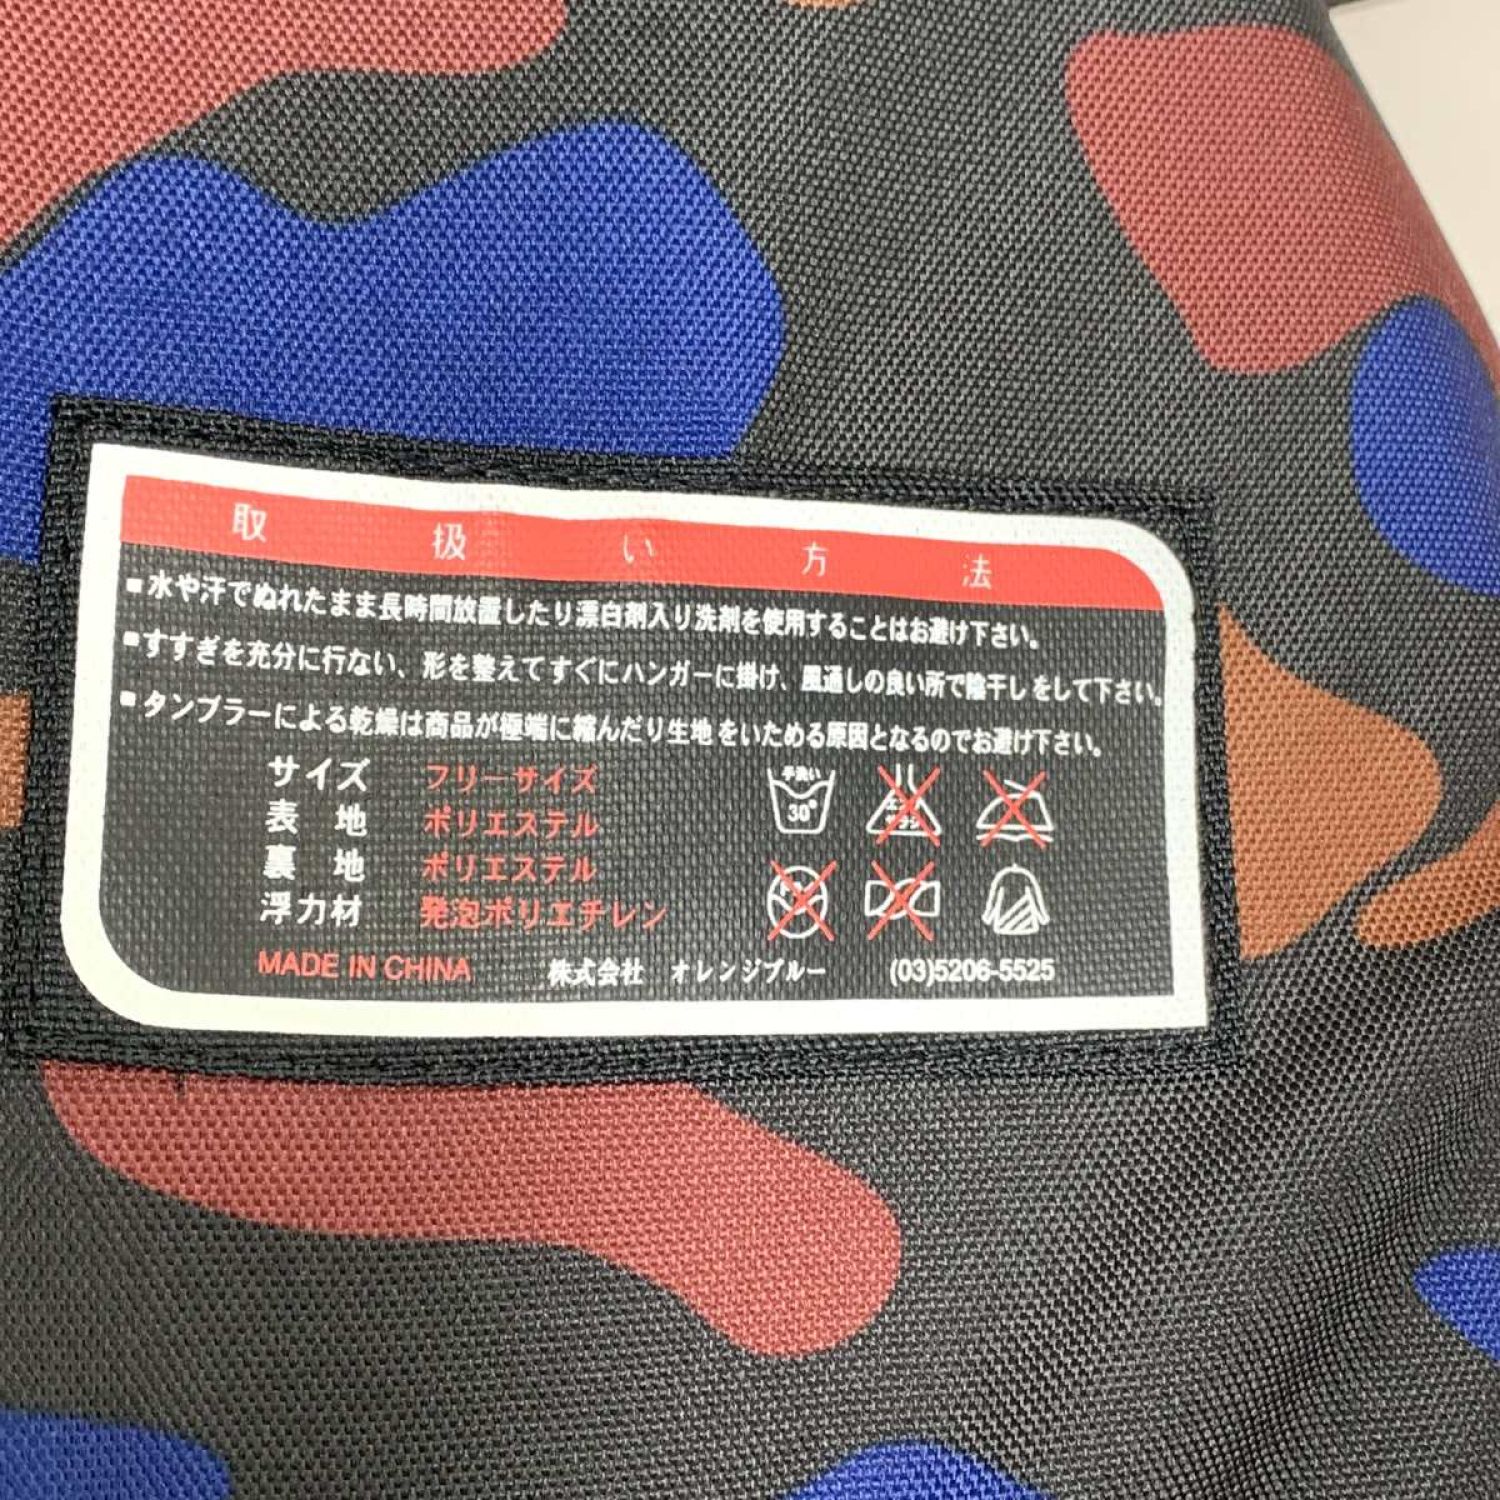 取扱い方法
■水や汗でぬれたまま長時間放置したり漂白剤入り洗剤を使用することはお避け下さい。
■すすぎを充分に行ない、形を整えてすぐにハンガーに掛け、風通しの良い所で陰干しをして下さい。
■タンブラーによる乾燥は商品が極端に縮んだり生地をいためる原因となるのでお避け下さい。
サイズ フリーサイズ
表地 ポリエステル
裏地 ポリエステル
浮力材 発泡ポリエチレン
手洗い
30°
MADE IN CHINA 株式会社 オレンジブルー (03)5206-5525